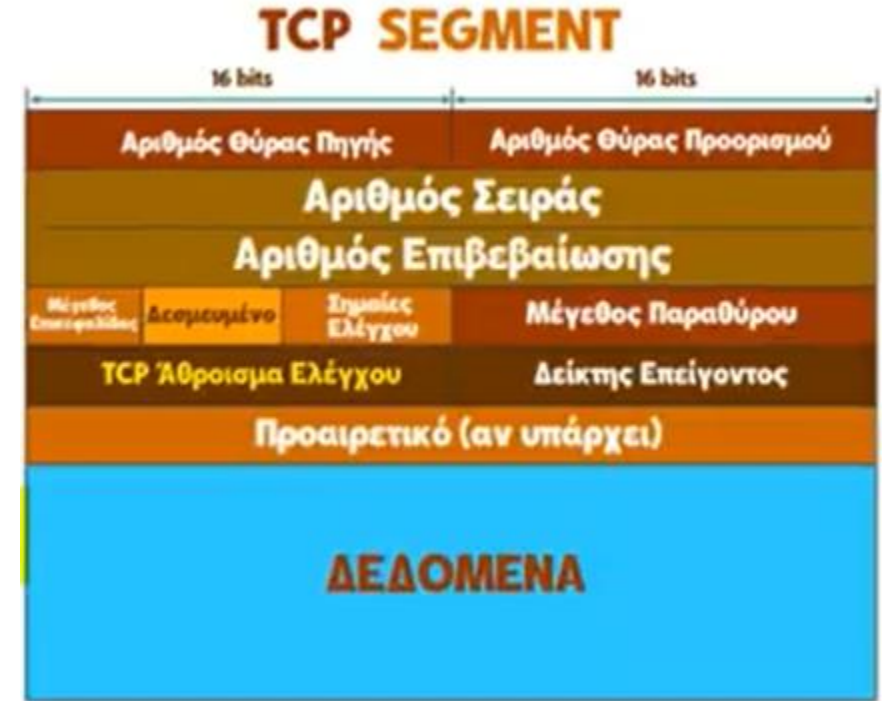 TCP SEGMENT
16 bits 16 bits
Αριθμός Θύρας Πηγής Αριθμός Θύρας Προορισμού
Αριθμός Σειράς
Αριθμός Επιβεβαίωσης
Μέγεθος Επικεφαλίδας Δεσμευμένο Σημαίες Ελέγχου Μέγεθος Παραθύρου
TCP Άθροισμα Ελέγχου Δείκτης Επείγοντος
Προαιρετικό (αν υπάρχει)
ΔΕΔΟΜΕΝΑ